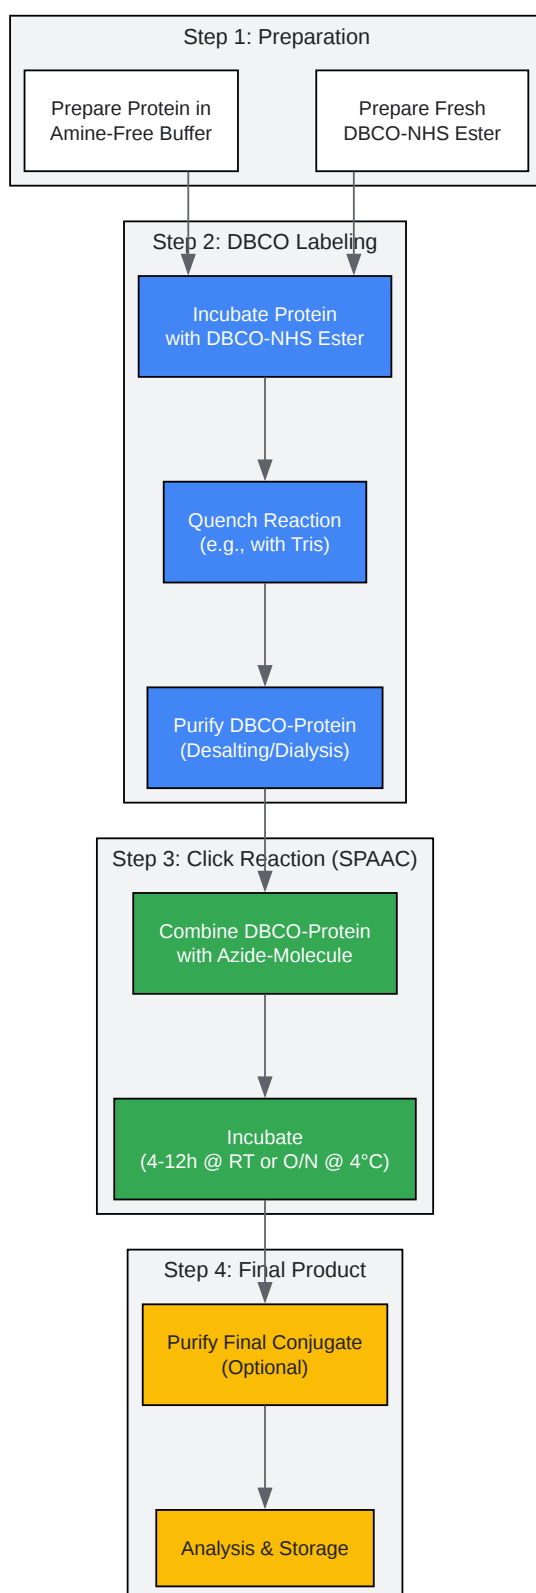 Step 1: Preparation
Prepare Protein in
Amine-Free Buffer
Prepare Fresh
DBCO-NHS Ester
Step 2: DBCO Labeling
Incubate Protein
with DBCO-NHS Ester
Quench Reaction
(e.g., with Tris)
Purify DBCO-Protein
(Desalting/Dialysis)
Step 3: Click Reaction (SPAAC)
Combine DBCO-Protein
with Azide-Molecule
Incubate
(4-12h @ RT or O/N @ 4°C)
Step 4: Final Product
Purify Final Conjugate
(Optional)
Analysis & Storage